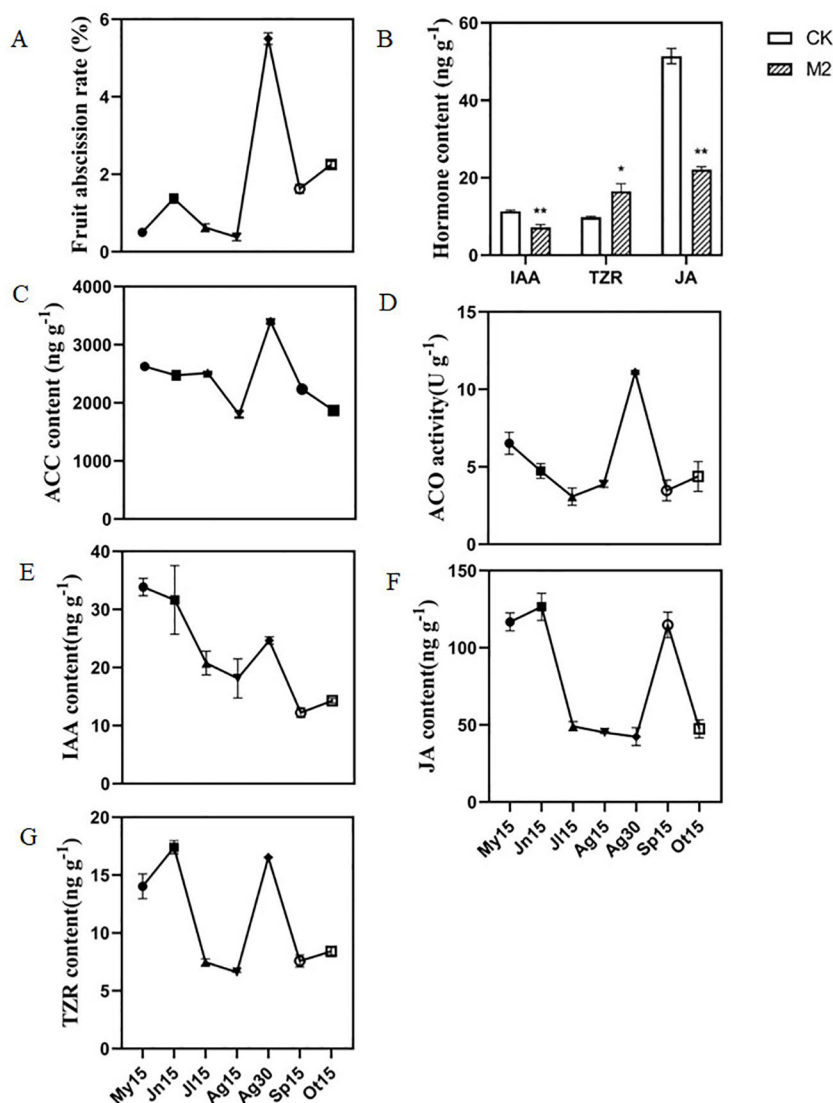 A
Fruit abscission rate (%)
6
4
2
0
B
Hormone content (ng g-1)
60
40
20
0
** * **
IAA TZR JA
CK
M2
C
ACC content (ng g-1)
4000
3000
2000
1000
0
D
ACO activity(U g-1)
15
10
5
0
E
IAA content(ng g-1)
40
30
20
10
0
F
JA content(ng g-1)
150
100
50
0
My15 Jn15 Jl15 Ag15 Ag30 Sp15 Ot15
G
TZR content(ng g-1)
20
15
10
5
0
My15 Jn15 Jl15 Ag15 Ag30 Sp15 Ot15